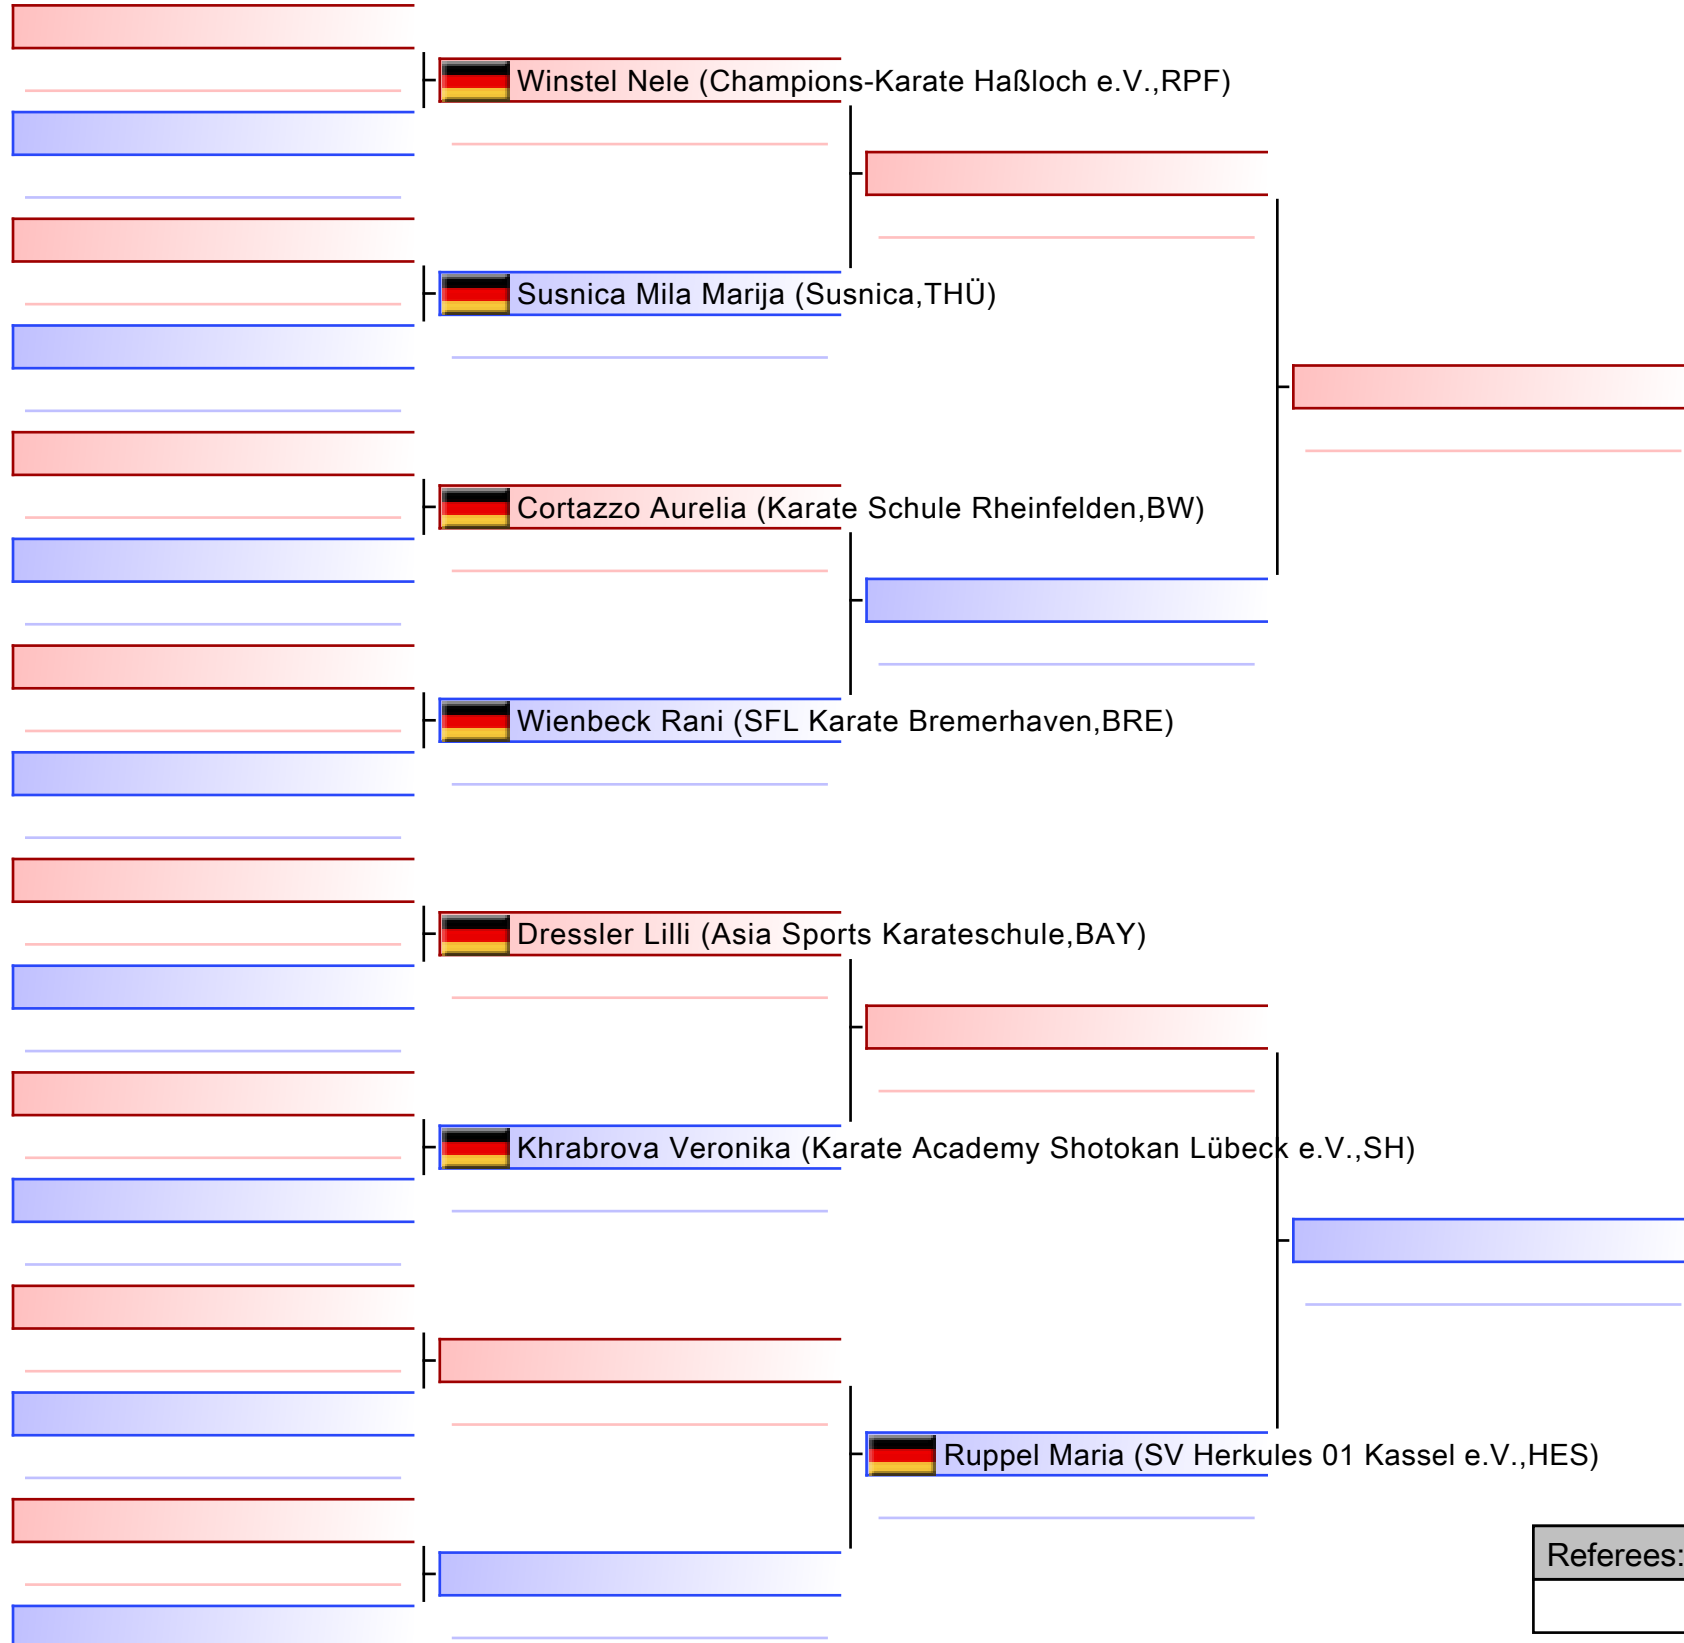 Winstel Nele (Champions-Karate Haßloch e.V.,RPF)
Susnica Mila Marija (Susnica,THÜ)
Cortazzo Aurelia (Karate Schule Rheinfelden,BW)
Wienbeck Rani (SFL Karate Bremerhaven,BRE)
Dressler Lilli (Asia Sports Karateschule,BAY)
Khrabrova Veronika (Karate Academy Shotokan Lübeck e.V.,SH)
Ruppel Maria (SV Herkules 01 Kassel e.V.,HES)
Referees: